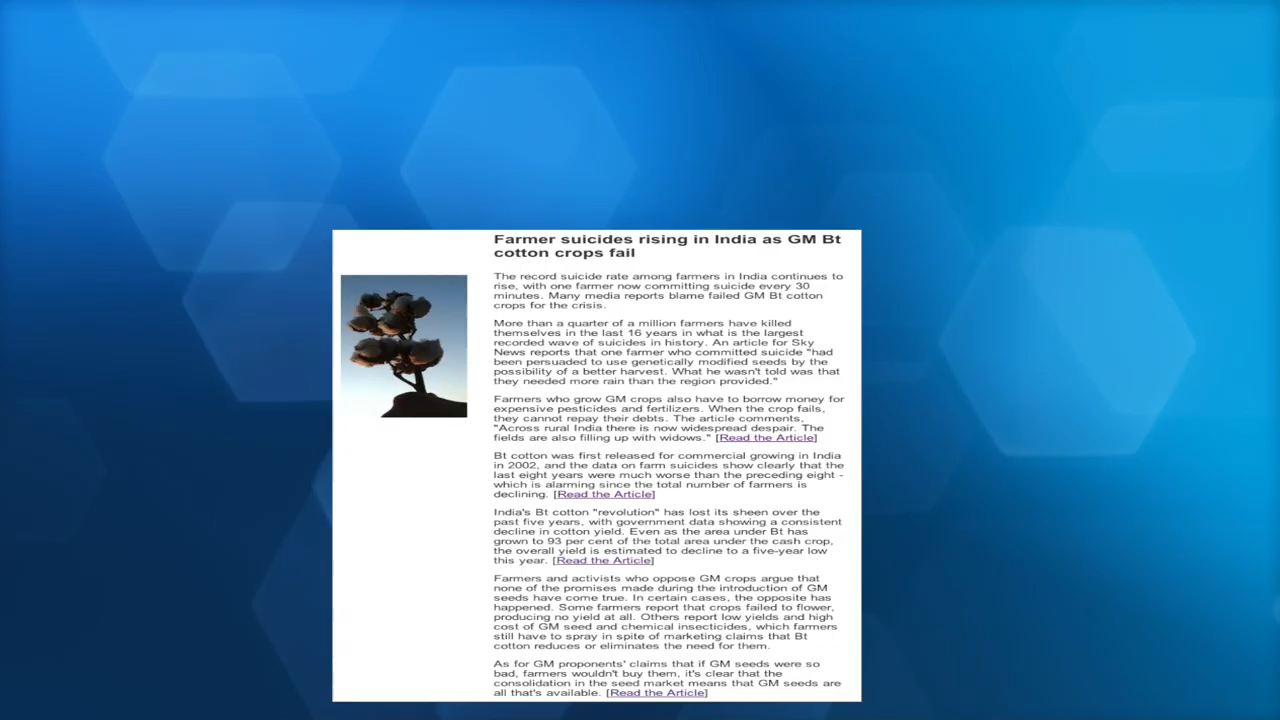 Farmer suicides rising in India as GM Bt
cotton crops fail
The record suicide rate among farmers in India continues to
rise, with one farmer now committing suicide every 30
minutes. Many media reports blame failed GM Bt cotton
crops for the crisis.
More than a quarter of a million farmers have killed
themselves in the last 16 years in what is the largest
recorded wave of suicides in history. An article for Sky
News reports that one farmer who committed suicide "had
been persuaded to use genetically modified seeds by the
possibility of a better harvest. What he wasn't told was that
they needed more rain than the region provided."
Farmers who grow GM crops also have to borrow money for
expensive pesticides and fertilizers. When the crop fails,
they cannot repay their debts. The article comments,
"Across rural India there is now widespread despair. The
fields are also filling up with widows." [Read the Article]
Bt cotton was first released for commercial growing in India
in 2002, and the data on farm suicides show clearly that the
last eight years were much worse than the preceding eight -
which is alarming since the total number of farmers is
declining. [Read the Article]
India's Bt cotton "revolution" has lost its sheen over the
past five years, with government data showing a consistent
decline in cotton yield. Even as the area under Bt has
grown to 93 per cent of the total area under the cash crop,
the overall yield is estimated to decline to a five-year low
this year. [Read the Article]
Farmers and activists who oppose GM crops argue that
none of the promises made during the introduction of GM
seeds have come true. In certain cases, the opposite has
happened. Some farmers report that crops failed to flower,
producing no yield at all. Others report low yields and high
cost of GM seed and chemical insecticides, which farmers
still have to spray in spite of marketing claims that Bt
cotton reduces or eliminates the need for them.
As for GM proponents' claims that if GM seeds were so
bad, farmers wouldn't buy them, it's clear that the
consolidation in the seed market means that GM seeds are
all that's available. [Read the Article]